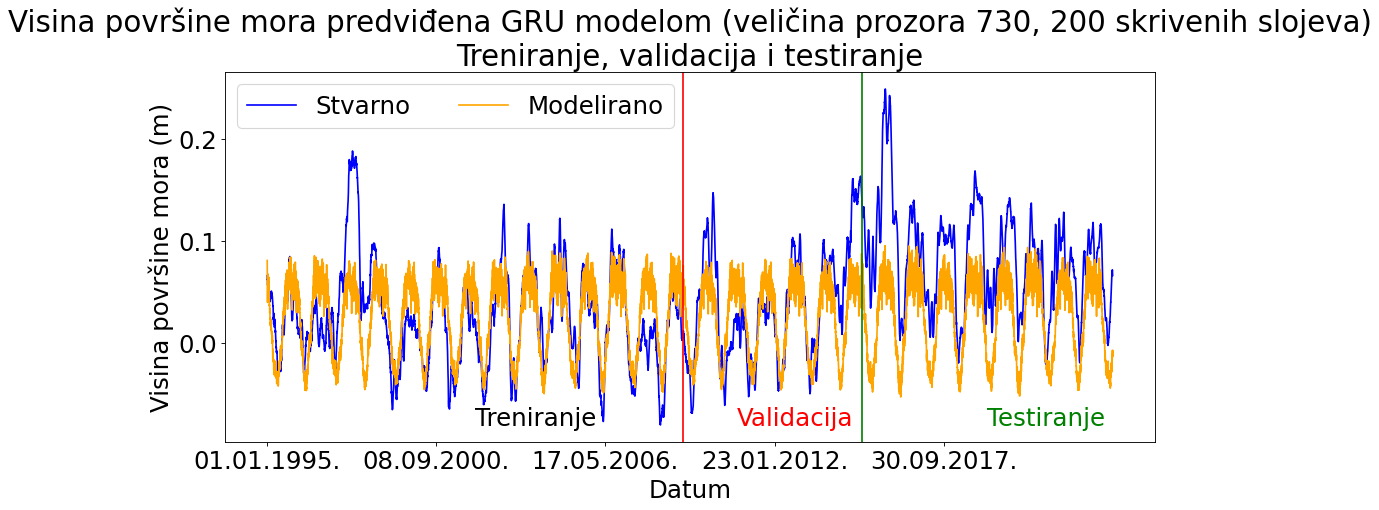 Visina površine mora predviđena GRU modelom (veličina prozora 730, 200 skrivenih slojeva)
Treniranje, validacija i testiranje
Stvarno
Modelirano
Visina površine mora (m)
0.2
0.1
0.0
Treniranje
Validacija
Testiranje
01.01.1995.
08.09.2000.
17.05.2006.
23.01.2012.
30.09.2017.
Datum